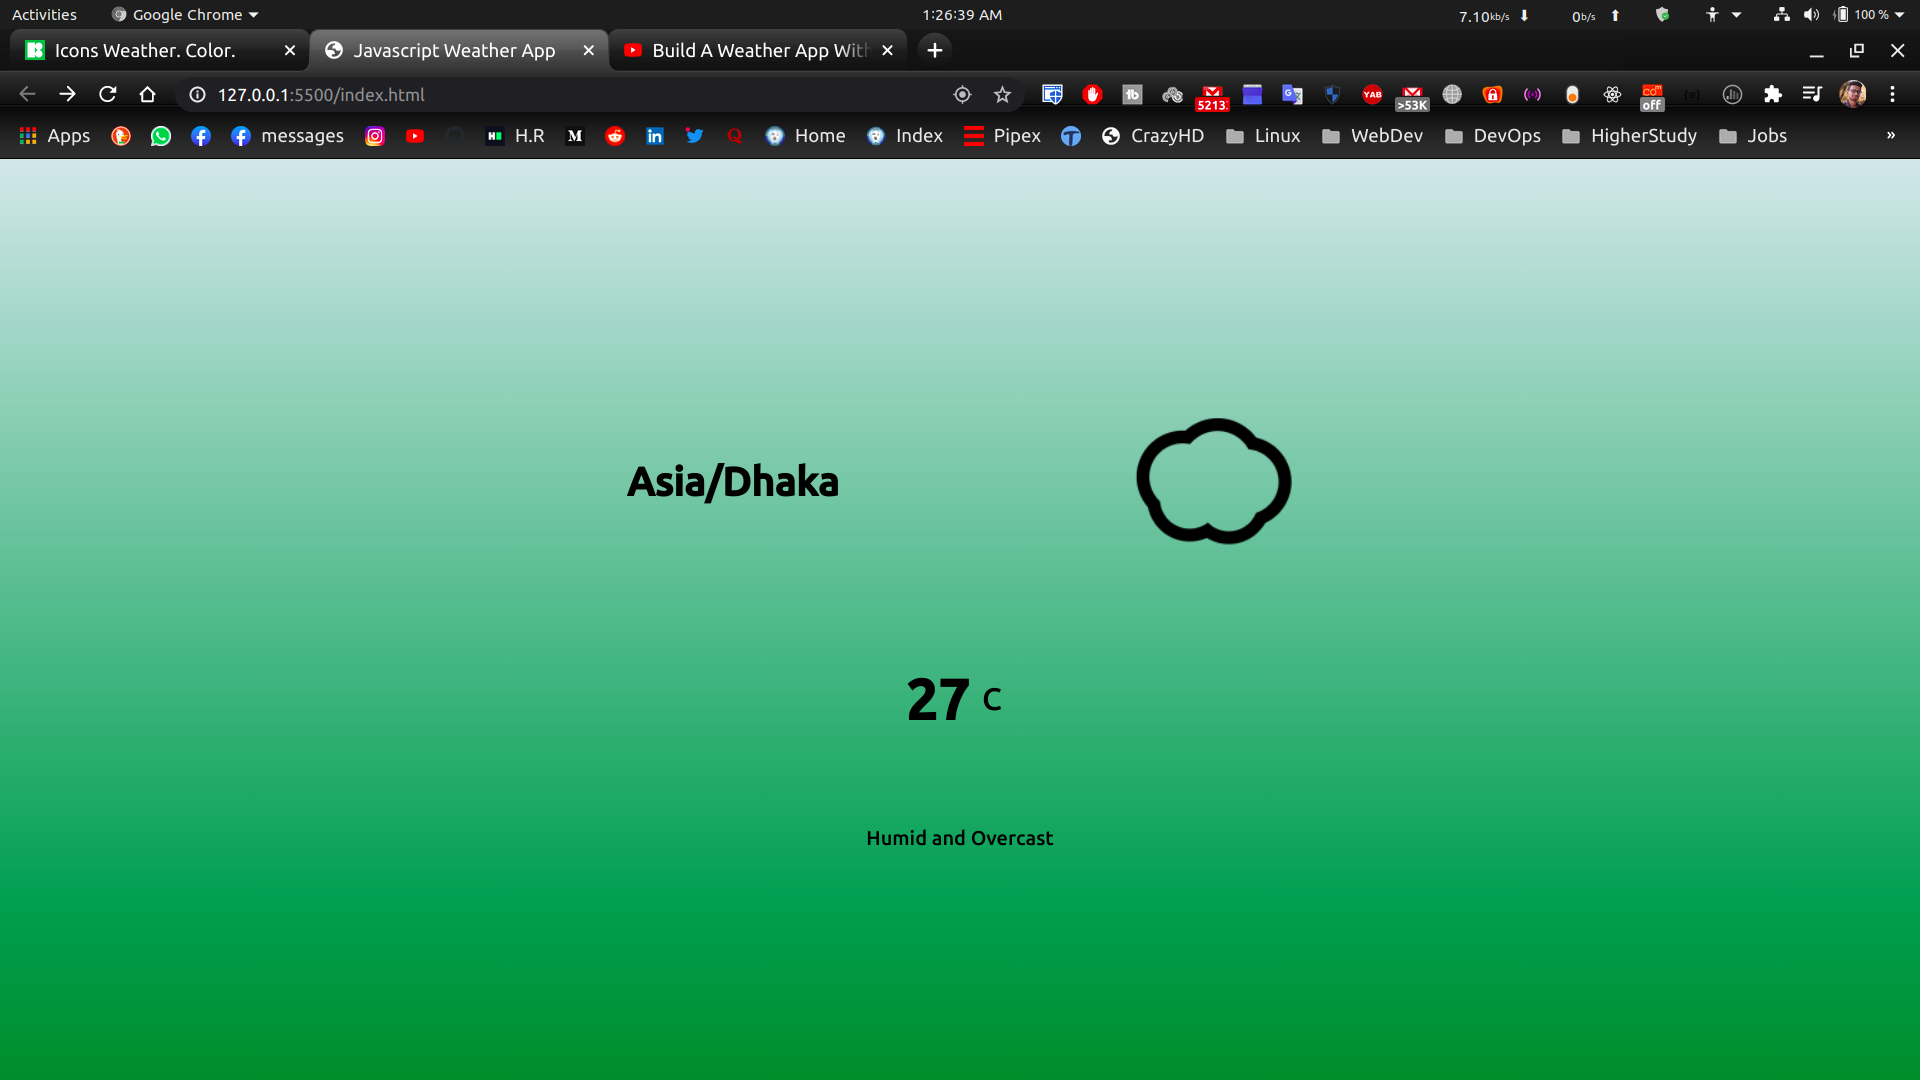 Activities Google Chrome 1:26:39 AM 7.10kb/s 0b/s 100 %
Icons Weather. Color. Javascript Weather App Build A Weather App With
127.0.0.1:5500/index.html 5213 >53K off
Apps messages H.R Home Index Pipex CrazyHD Linux WebDev DevOps HigherStudy Jobs »
Asia/Dhaka
27 C
Humid and Overcast